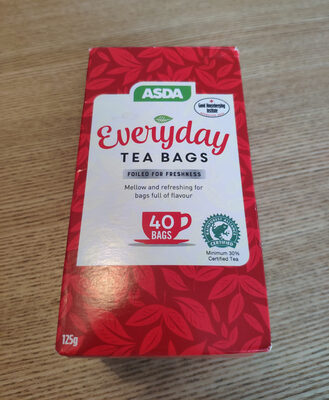 ASDA
Good Housekeeping
Institute
Everyday
TEA BAGS
FOILED FOR FRESHNESS
Mellow and refreshing for
bags full of flavour
40
BAGS
CERTIFIED
Minimum 30%
Certified Tea
125g